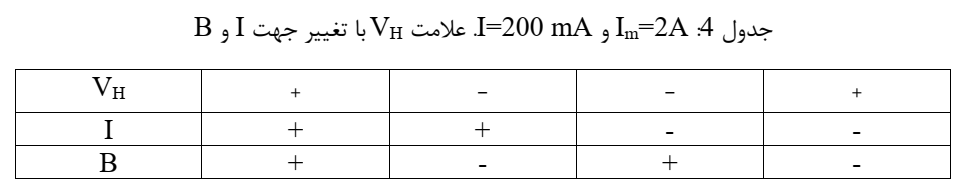 جدول 4: Im=2A و I=200 mA. علامت VH با تغییر جهت I و B
VH + − − +
I + + - -
B + - + -